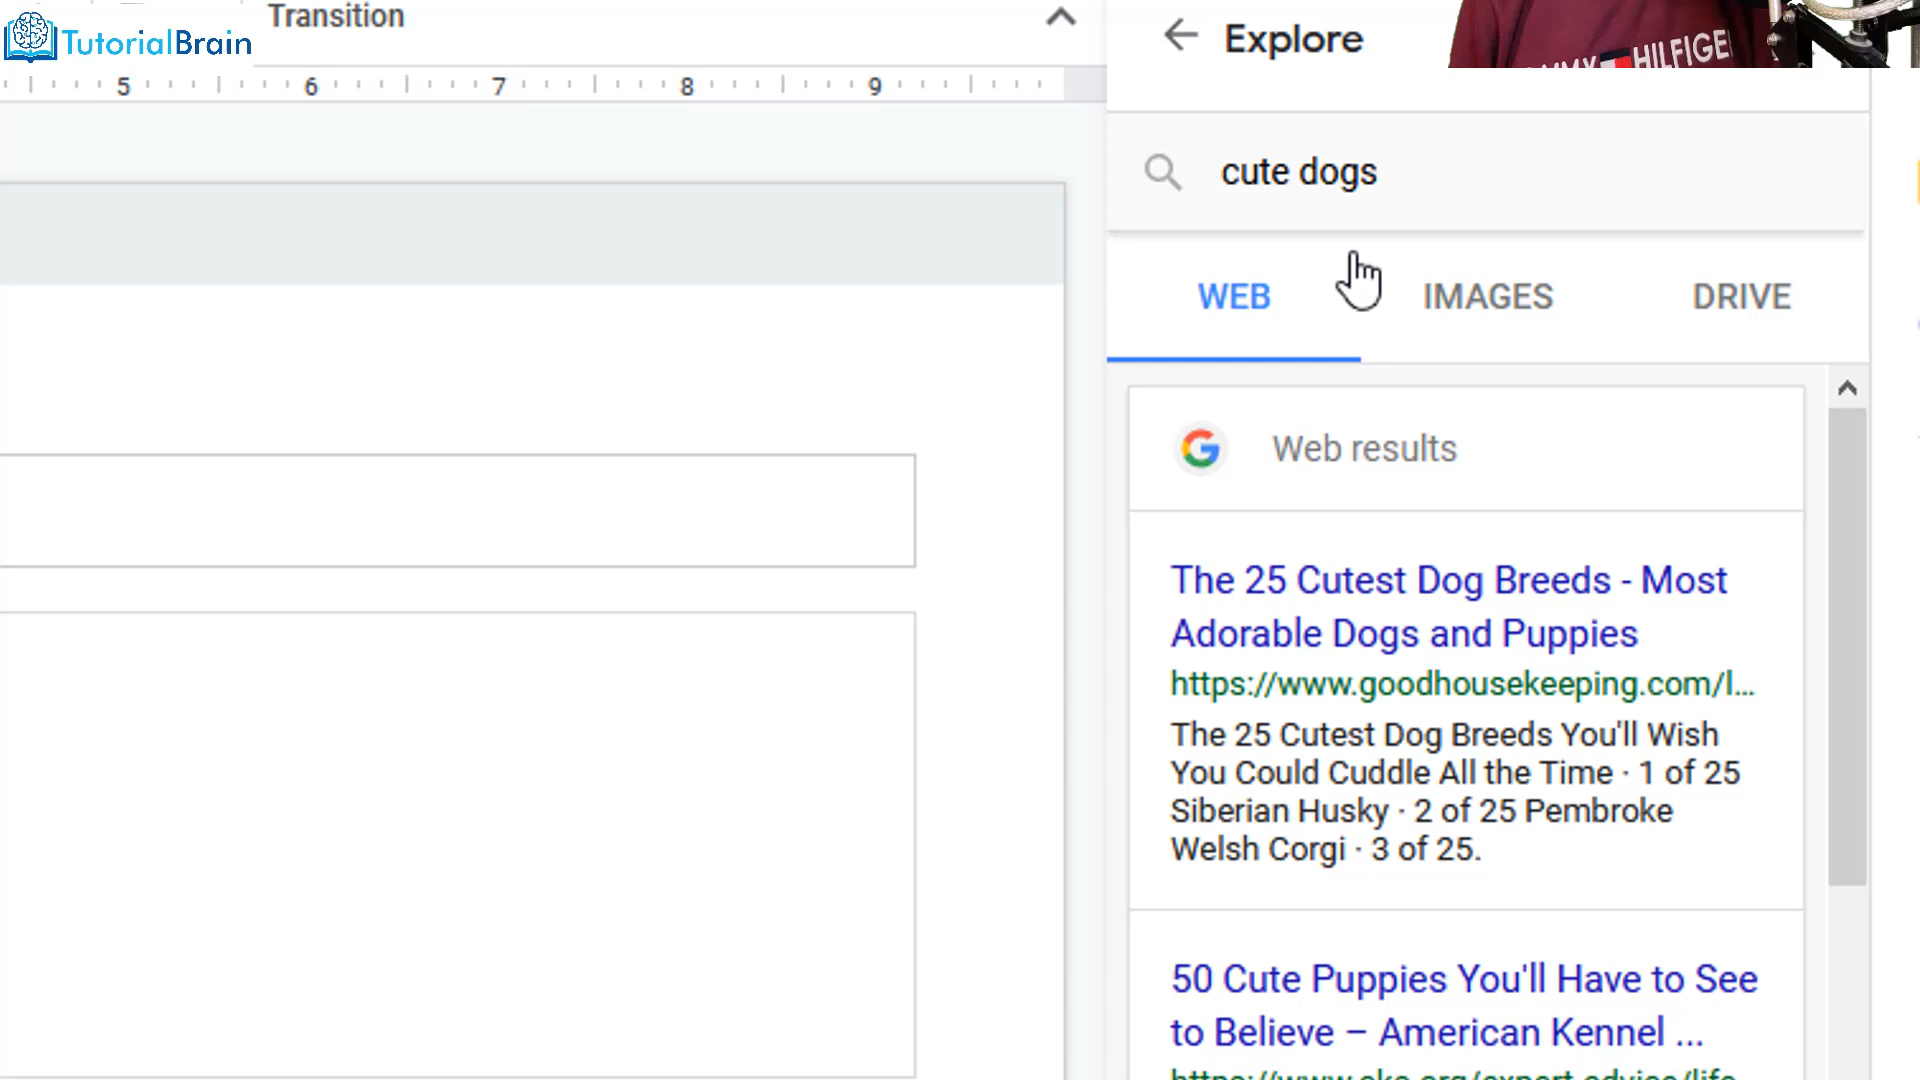 TutorialBrain
Transition
5 6 7 8 9
Explore
HILFIGE
cute dogs
WEB IMAGES DRIVE
Web results
The 25 Cutest Dog Breeds - Most
Adorable Dogs and Puppies
https://www.goodhousekeeping.com/l...
The 25 Cutest Dog Breeds You'll Wish
You Could Cuddle All the Time · 1 of 25
Siberian Husky · 2 of 25 Pembroke
Welsh Corgi · 3 of 25.
50 Cute Puppies You'll Have to See
to Believe – American Kennel ...